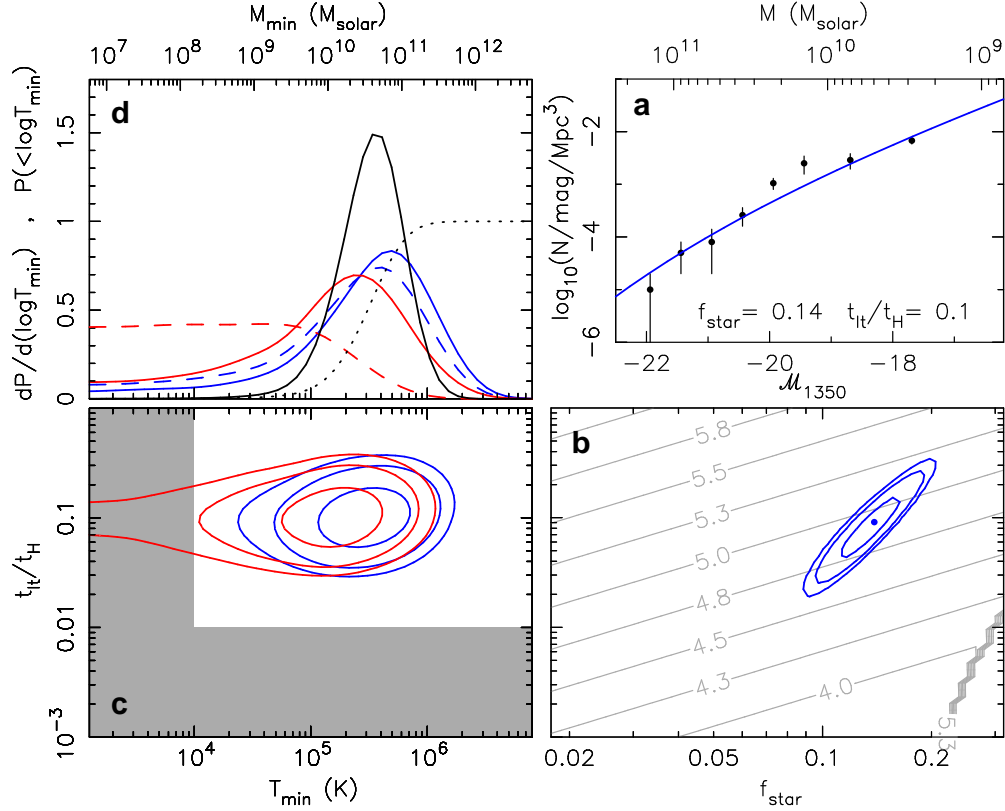 M_min (M_solar)
10^7 10^8 10^9 10^10 10^11 10^12
M (M_solar)
10^11 10^10 10^9
d
dP/d(logT_min) , P(<logT_min)
0 0.5 1 1.5
a
log_10(N/mag/Mpc^3)
−2
−4
−6
f_star= 0.14 t_lt/t_H= 0.1
−22 −20 −18
ℳ_1350
c
t_lt/t_H
0.1
0.01
10^−3
10^4 10^5 10^6
T_min (K)
b
5.8
5.5
5.3
5.0
4.8
4.5
4.3
4.0
5.3
0.02 0.05 0.1 0.2
f_star